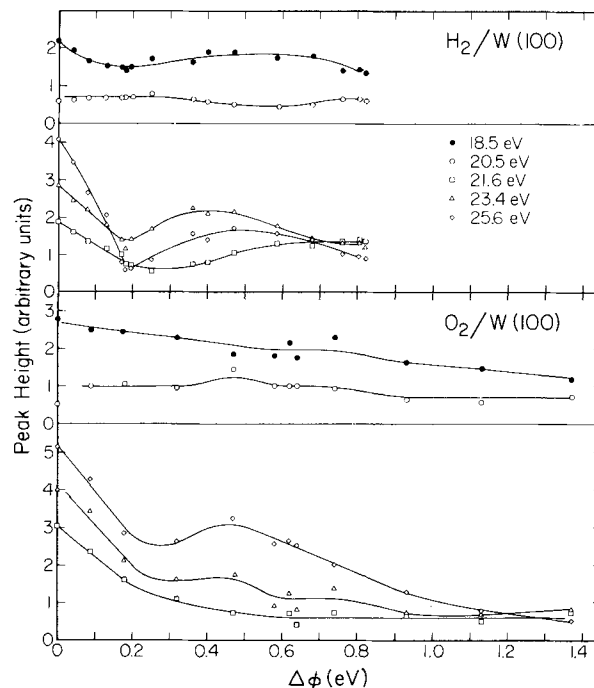 H₂/W(100)
2
1
0
● 18.5 eV
○ 20.5 eV
□ 21.6 eV
△ 23.4 eV
◇ 25.6 eV
4
3
2
1
0
Peak Height (arbitrary units)
O₂/W(100)
3
2
1
0
5
4
3
2
1
0
0 0.2 0.4 0.6 0.8 1.0 1.2 1.4
Δϕ(eV)